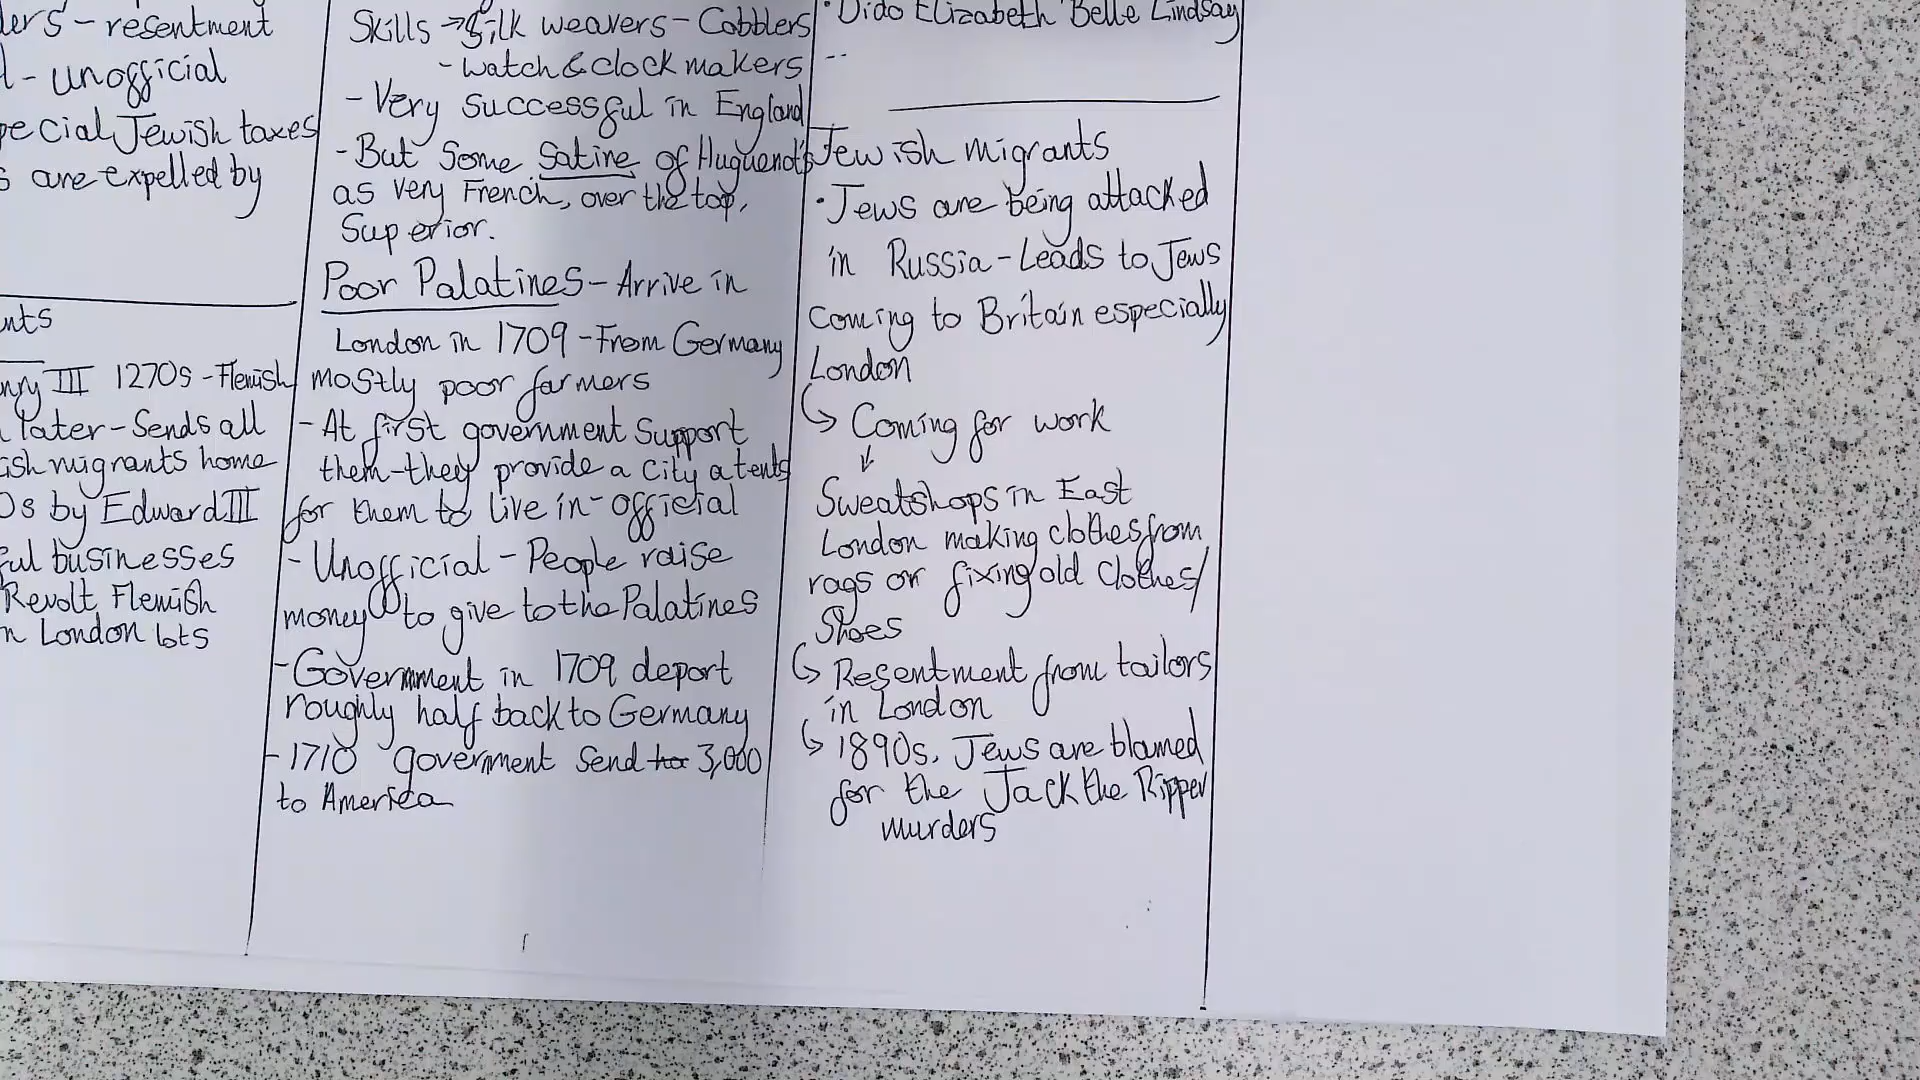 ders - resentment
l - unofficial
pecial Jewish taxes
s are expelled by
nts
nry III 1270s - Flemish
later - Sends all
ish migrants home
0s by Edward III
ful businesses
Revolt, Flemish
n London lots
Skills → Silk weavers - Cobblers
- watch & clock makers
- Very successful in England
- But some Satire of Huguenot's
as very French, over the top,
Superior.
Poor Palatines - Arrive in
London in 1709 - From Germany
mostly poor farmers
- At first government Support
them - they provide a city a tents
for them to live in - official
- Unofficial - People raise
money to give to the Palatines
- Government in 1709 deport
roughly half back to Germany
- 1710 government send 3,000
to America
• Dido Elizabeth Belle Lindsay
--
Jewish migrants
• Jews are being attacked
in Russia - Leads to Jews
coming to Britain especially
London
↳ Coming for work
↓
Sweatshops in East
London making clothes from
rags or fixing old clothes/
Shoes
↳ Resentment from tailors
in London
↳ 1890s, Jews are blamed
for the Jack the Ripper
murders